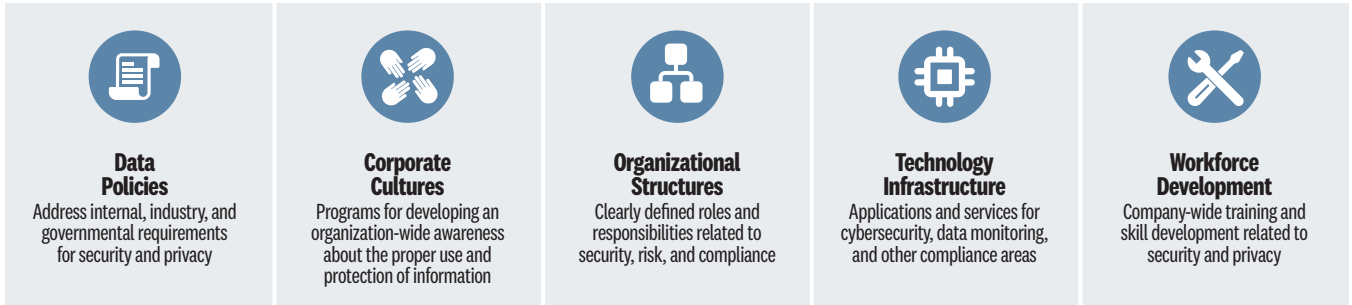 Data
Policies
Address internal, industry, and
governmental requirements
for security and privacy
Corporate
Cultures
Programs for developing an
organization-wide awareness
about the proper use and
protection of information
Organizational
Structures
Clearly defined roles and
responsibilities related to
security, risk, and compliance
Technology
Infrastructure
Applications and services for
cybersecurity, data monitoring,
and other compliance areas
Workforce
Development
Company-wide training and
skill development related to
security and privacy